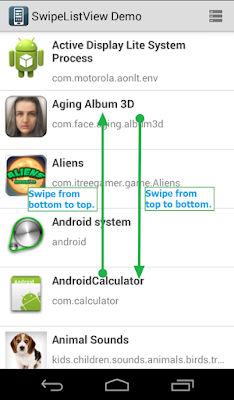 SwipeListView Demo
Active Display Lite System
Process
com.motorola.aonlt.env
Aging Album 3D
com.face.aging.album3d
Aliens
ALIENS
com.itreegamer.game.Aliens
Swipe from
bottom to top.
Swipe from
top to bottom.
Android system
android
Android
AndroidCalculator
com.calculator
Animal Sounds
kids.children.sounds.animals.birds.tr...